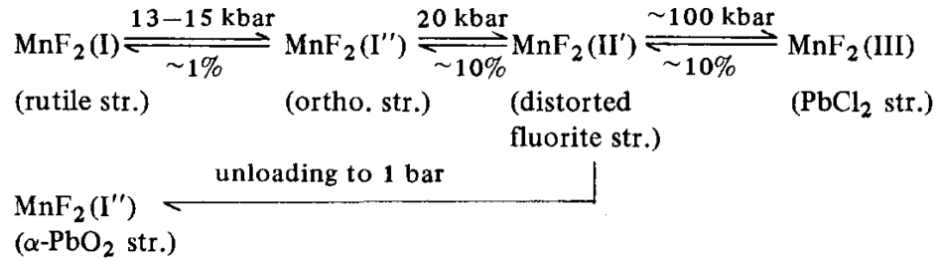 13–15 kbar 20 kbar ~100 kbar
MnF₂(I) ⇌ MnF₂(I′′) ⇌ MnF₂(II′) ⇌ MnF₂(III)
~1% ~10% ~10%
(rutile str.) (ortho. str.) (distorted (PbCl₂ str.)
fluorite str.)
unloading to 1 bar
MnF₂(I′′)
(α-PbO₂ str.)